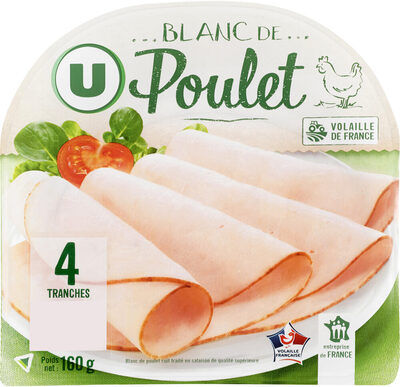 ...BLANC DE...
U
Poulet
VOLAILLE
DE FRANCE
4
TRANCHES
Poids
net : 160g
Blanc de poulet cuit traité en salaison de qualité supérieure
VOLAILLE
FRANÇAISE
entreprise
de FRANCE